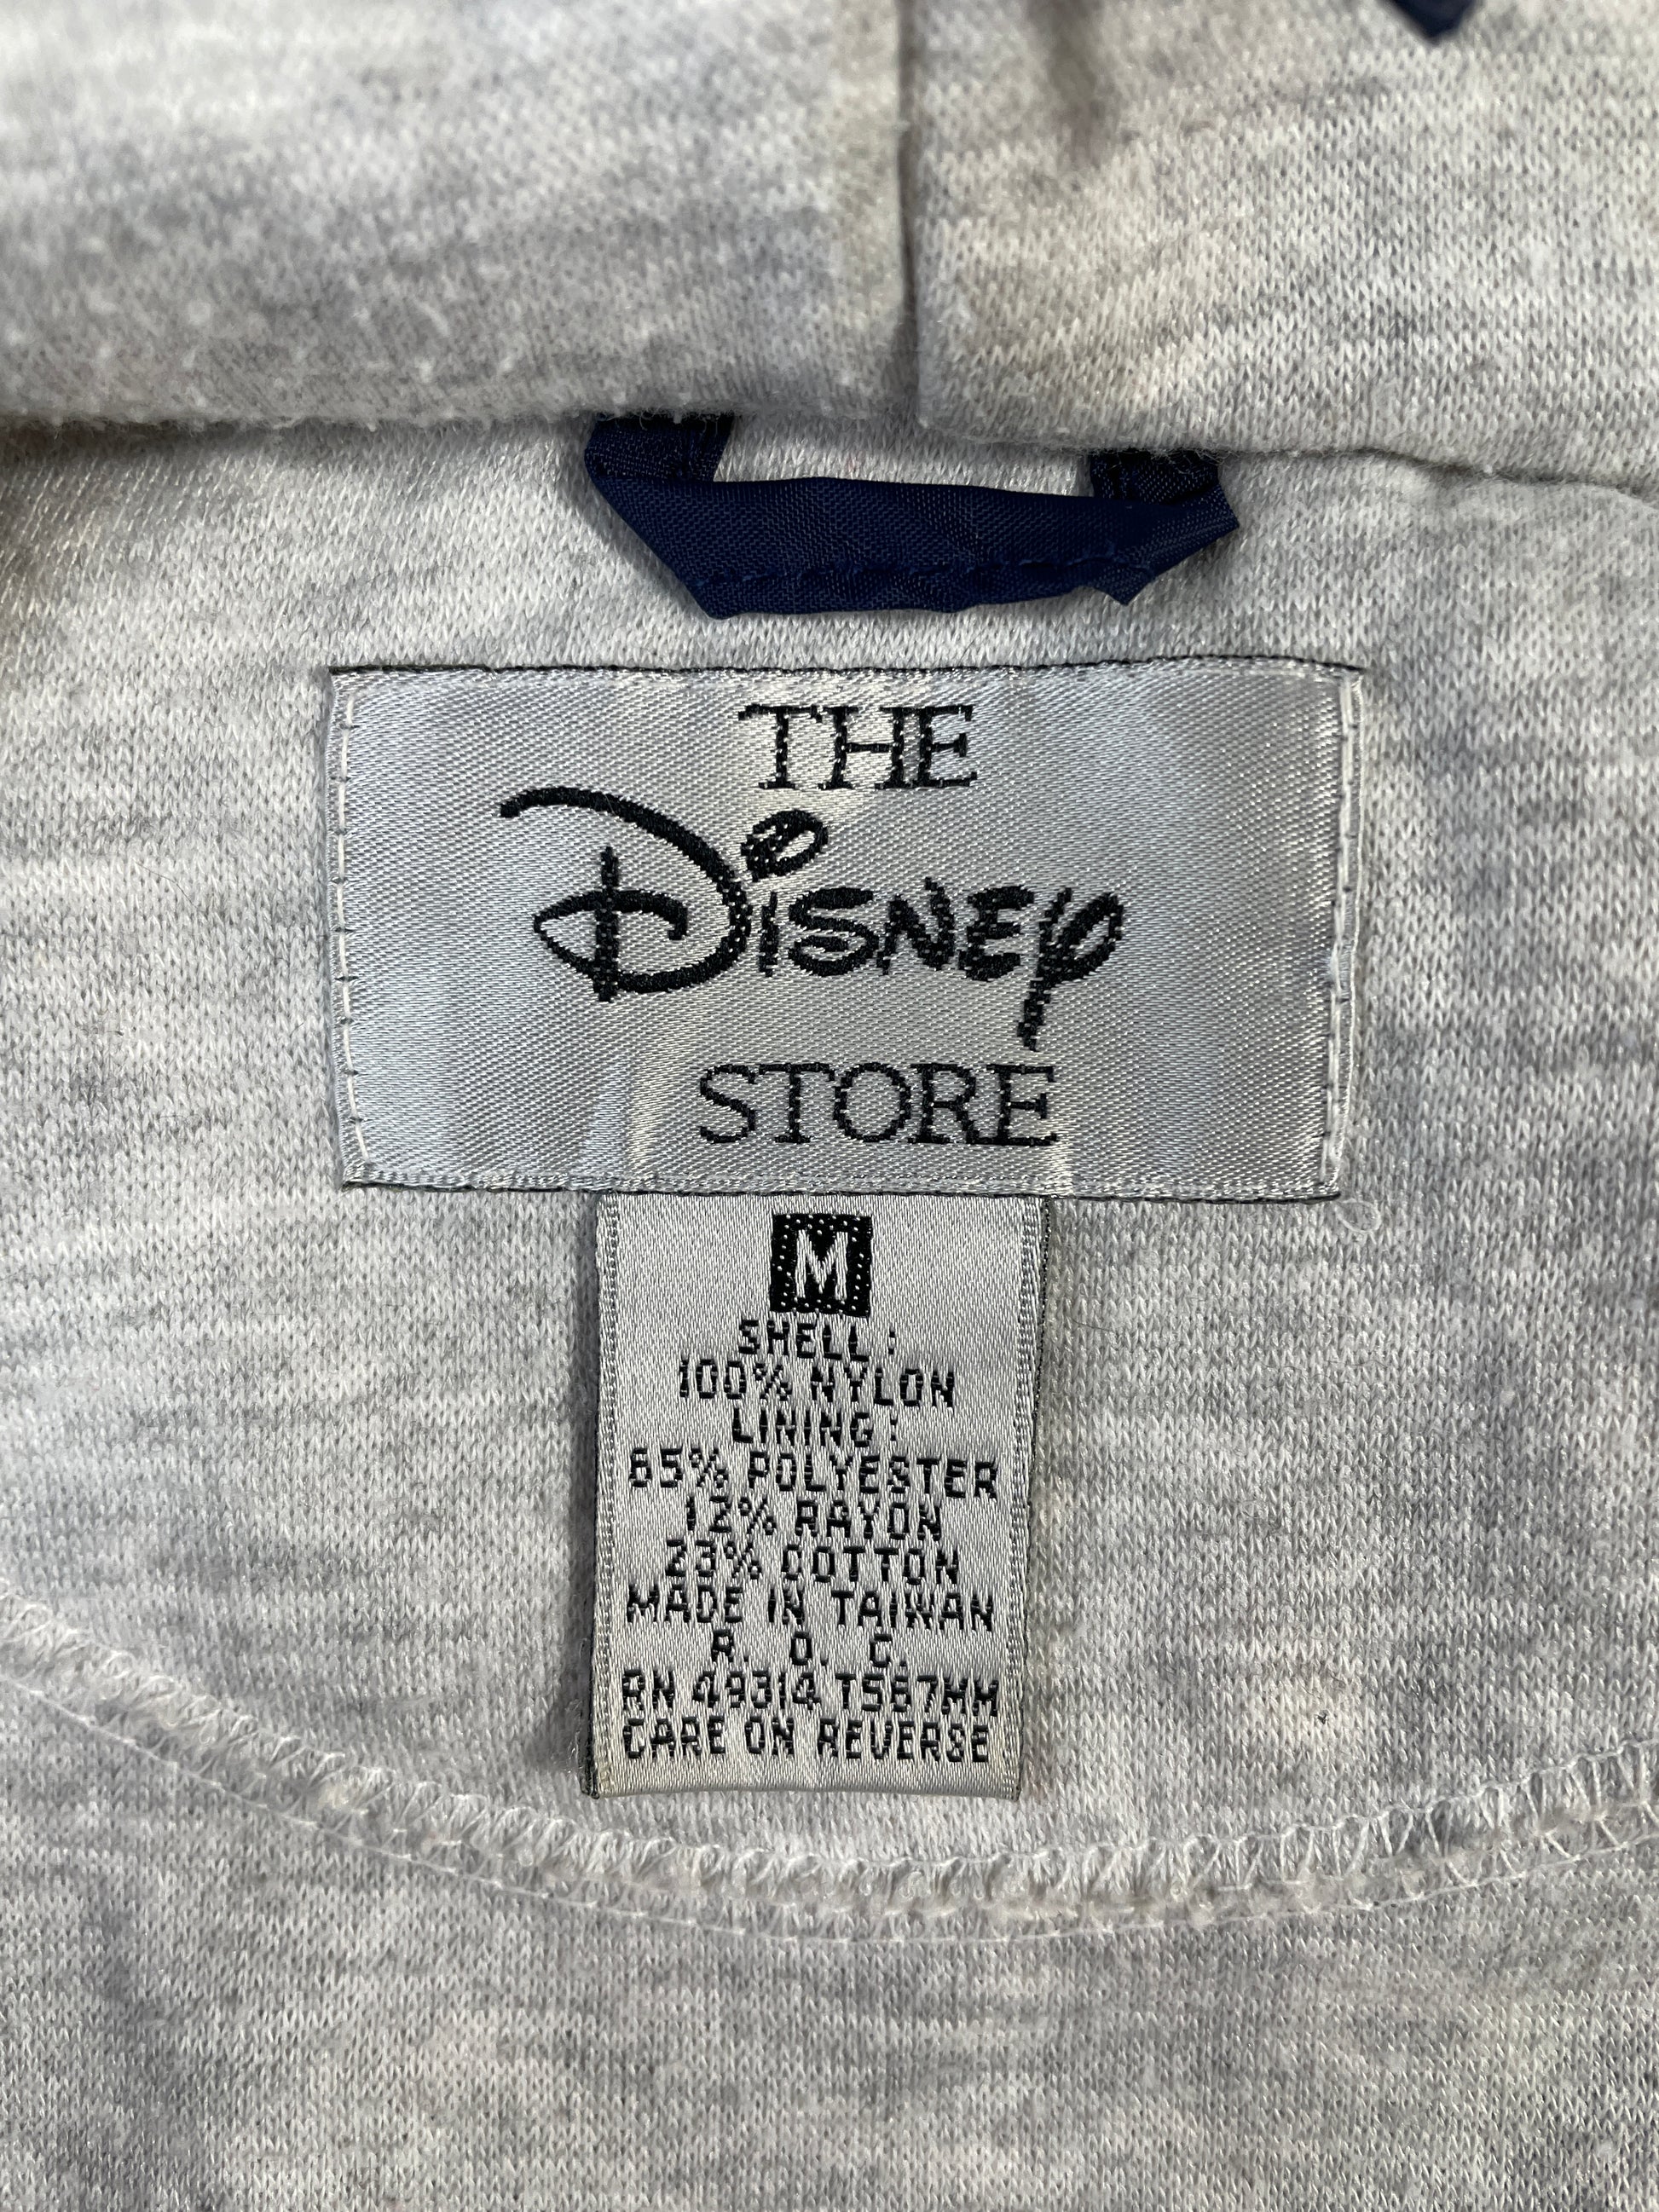 THE
Disney
STORE
M
SHELL:
100% NYLON
LINING:
65% POLYESTER
12% RAYON
23% COTTON
MADE IN TAIWAN
R. O. C.
RN 49314 TS87MM
CARE ON REVERSE